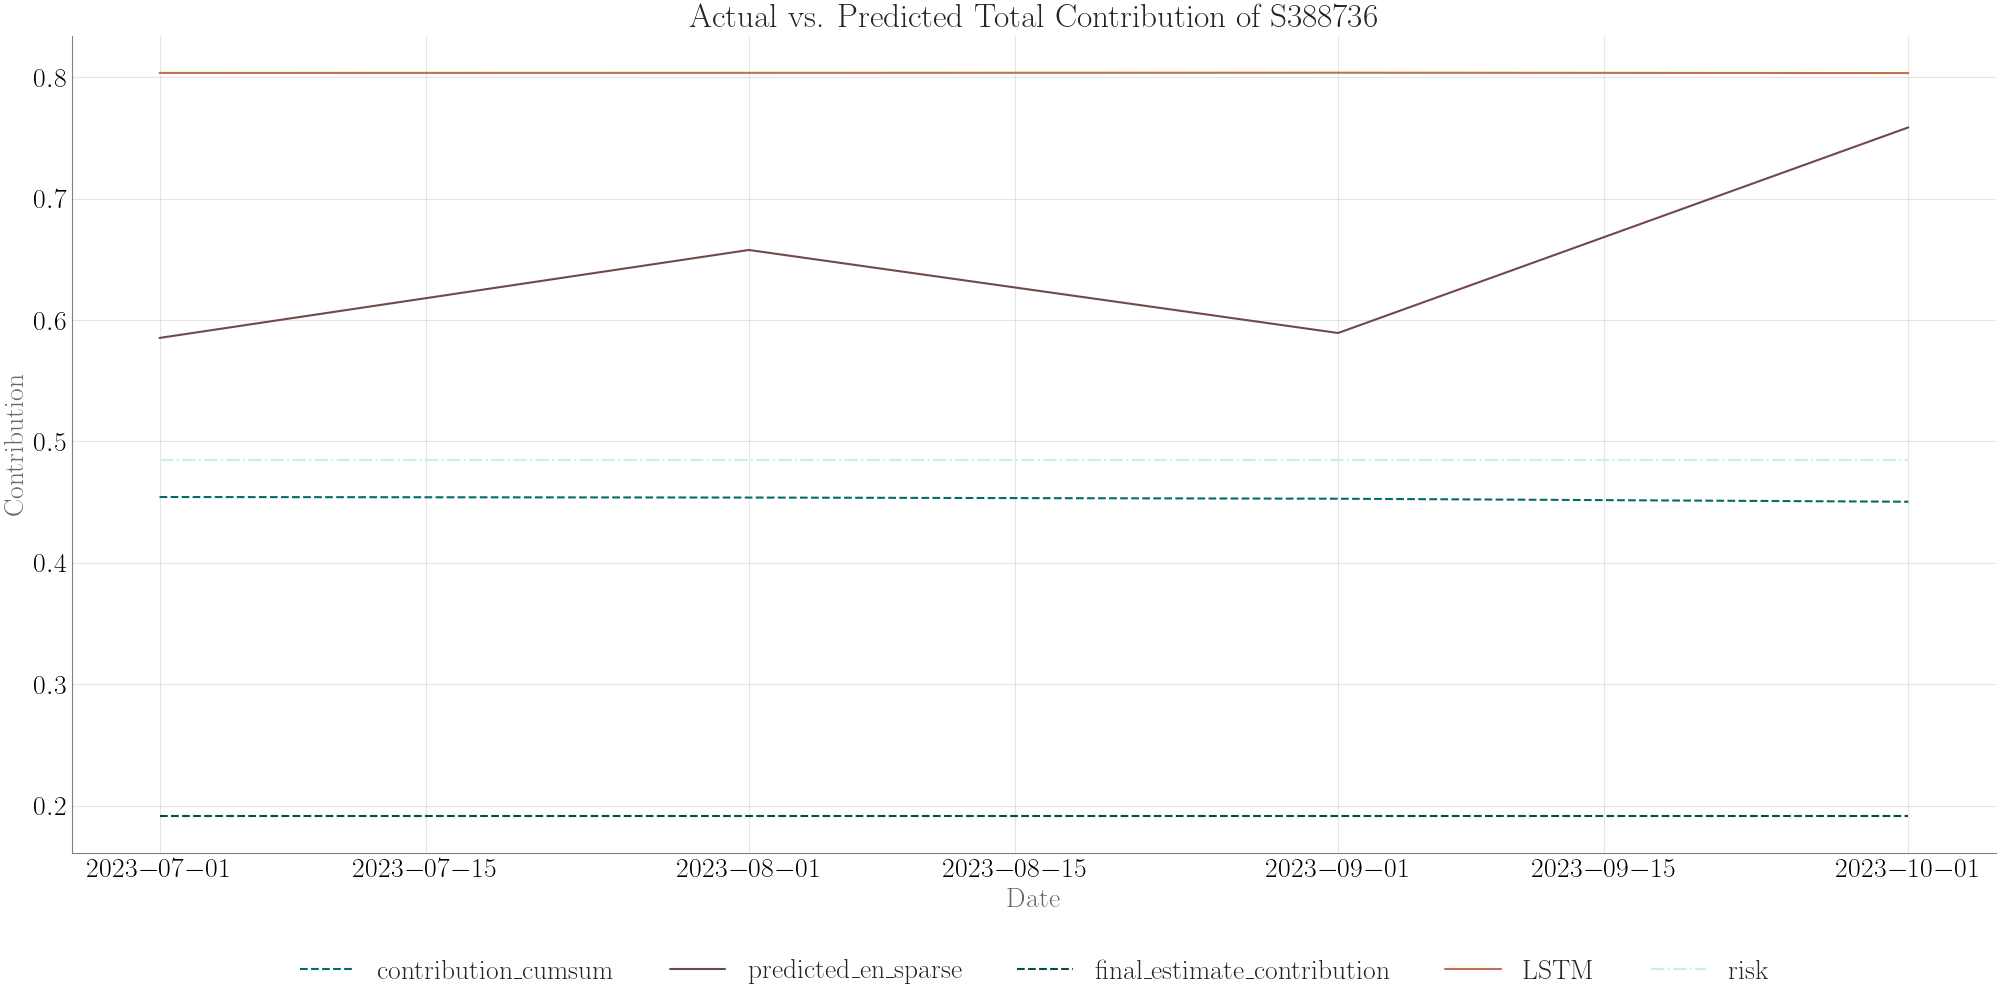 Actual vs. Predicted Total Contribution of S388736
Contribution
0.8
0.7
0.6
0.5
0.4
0.3
0.2
2023−07−01 2023−07−15 2023−08−01 2023−08−15 2023−09−01 2023−09−15 2023−10−01
Date
contribution_cumsum predicted_en_sparse final_estimate_contribution LSTM risk